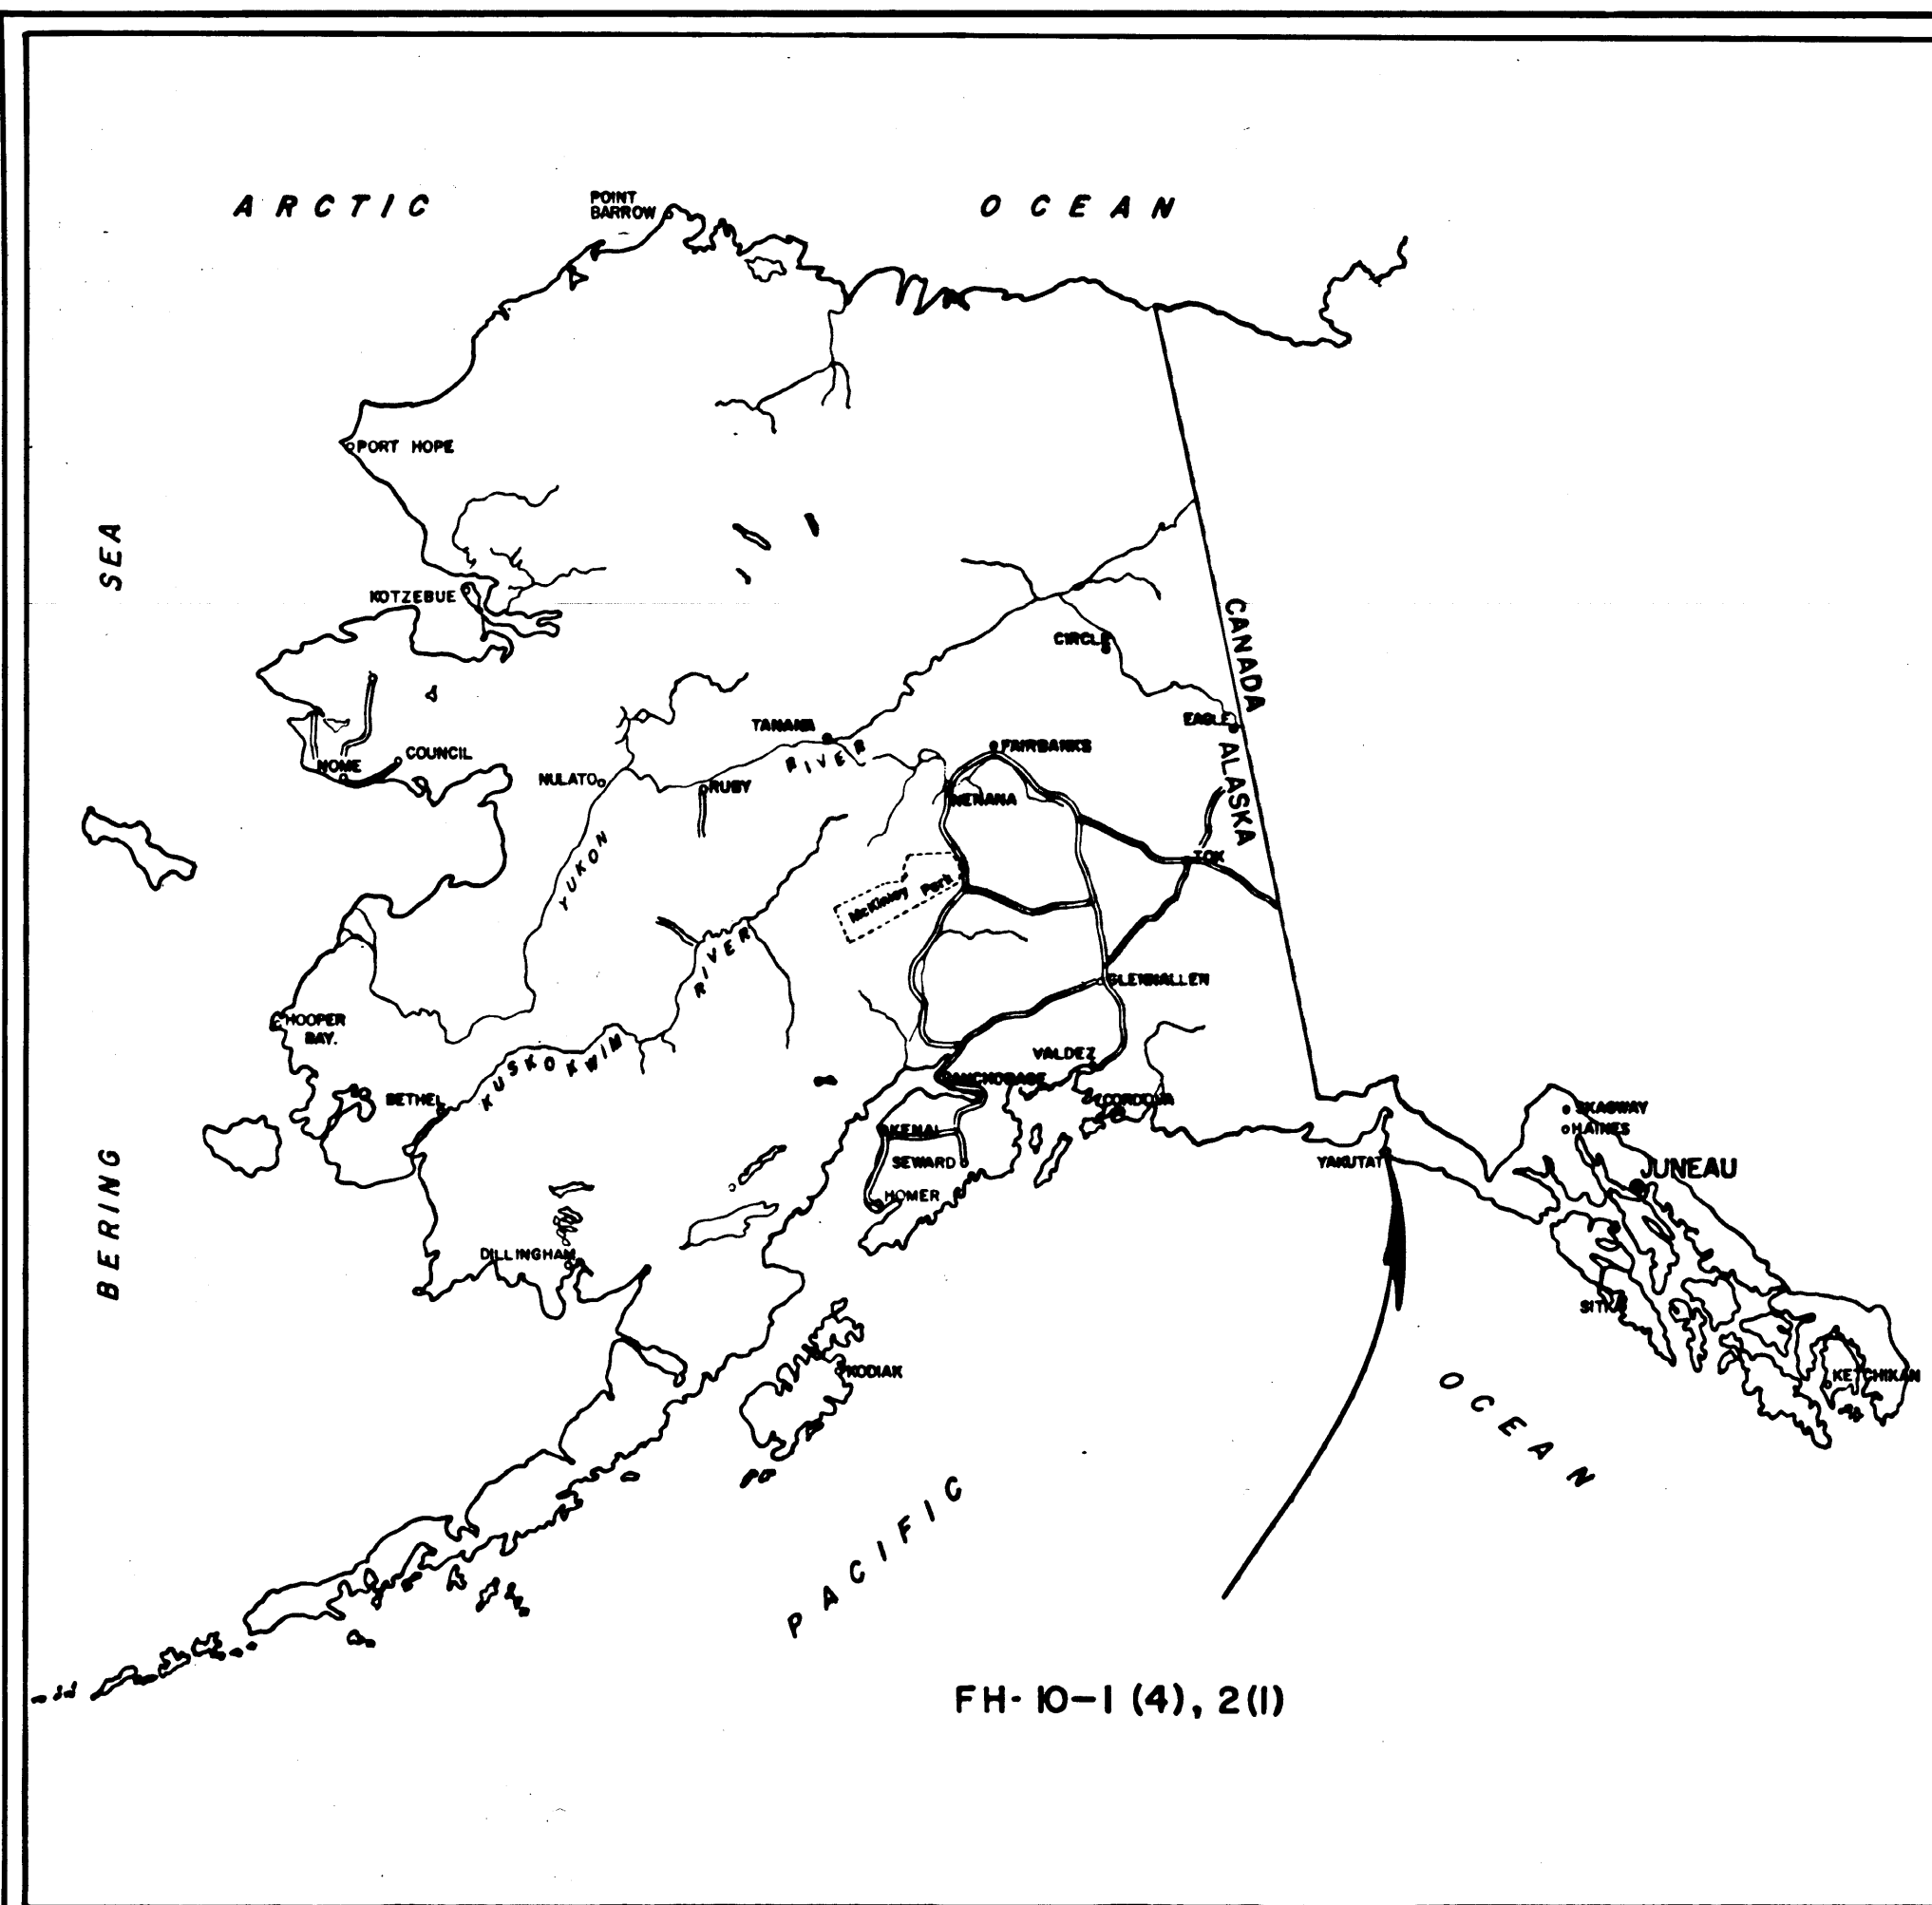 ARCTIC OCEAN
POINT
BARROW
PORT HOPE
SEA
KOTZEBUE
CANADA
CIRCLE
EAGLE
ALASKA
TANANA
RIVER
FAIRBANKS
COUNCIL
NOME
NULATO
RUBY
NENANA
YUKON
TOK
McKinley Park
RIVER
GLENNALLEN
HOOPER
BAY.
KUSKOKWIM
VALDEZ
ANCHORAGE
BETHEL
CORDOVA
SKAGWAY
HAINES
KENAI
SEWARD
YAKUTAT
JUNEAU
HOMER
BERING
DILLINGHAM
SITKA
KODIAK
KETCHIKAN
PACIFIC
OCEAN
FH-10-1 (4), 2(1)